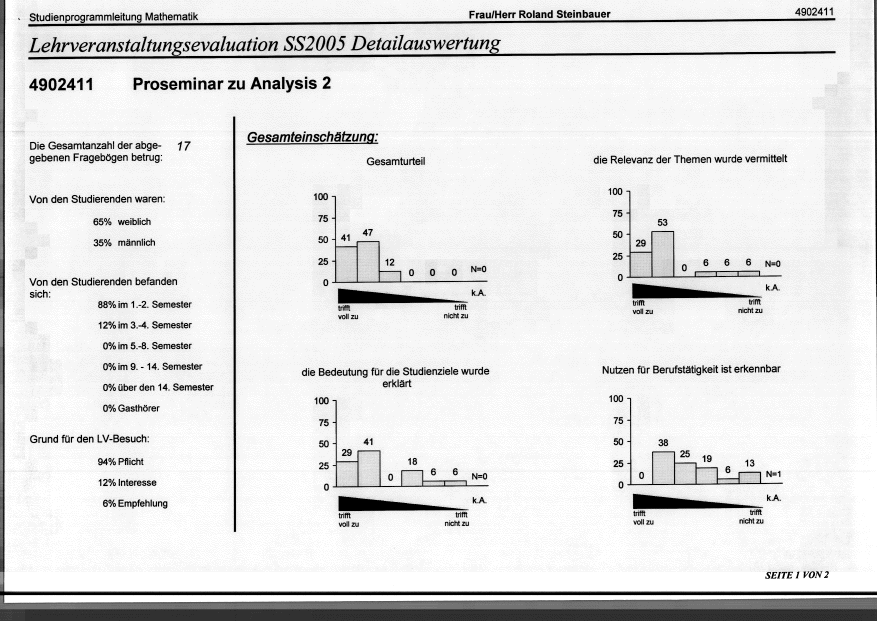 Studienprogrammleitung Mathematik
Frau/Herr Roland Steinbauer
4902411
Lehrveranstaltungsevaluation SS2005 Detailauswertung
4902411 Proseminar zu Analysis 2
Die Gesamtanzahl der abge-
gebenen Fragebögen betrug:
17
Von den Studierenden waren:
65% weiblich
35% männlich
Von den Studierenden befanden
sich:
88% im 1.-2. Semester
12% im 3.-4. Semester
0% im 5.-8. Semester
0% im 9. - 14. Semester
0% über den 14. Semester
0% Gasthörer
Grund für den LV-Besuch:
94% Pflicht
12% Interesse
6% Empfehlung
Gesamteinschätzung:
Gesamturteil
100
75
50
25
0
41 47 12 0 0 0 N=0
k.A.
trifft trifft
voll zu nicht zu
die Relevanz der Themen wurde vermittelt
100
75
50
25
0
29 53 0 6 6 6 N=0
k.A.
trifft trifft
voll zu nicht zu
die Bedeutung für die Studienziele wurde
erklärt
100
75
50
25
0
29 41 0 18 6 6 N=0
k.A.
trifft trifft
voll zu nicht zu
Nutzen für Berufstätigkeit ist erkennbar
100
75
50
25
0
0 38 25 19 6 13 N=1
k.A.
trifft trifft
voll zu nicht zu
SEITE 1 VON 2